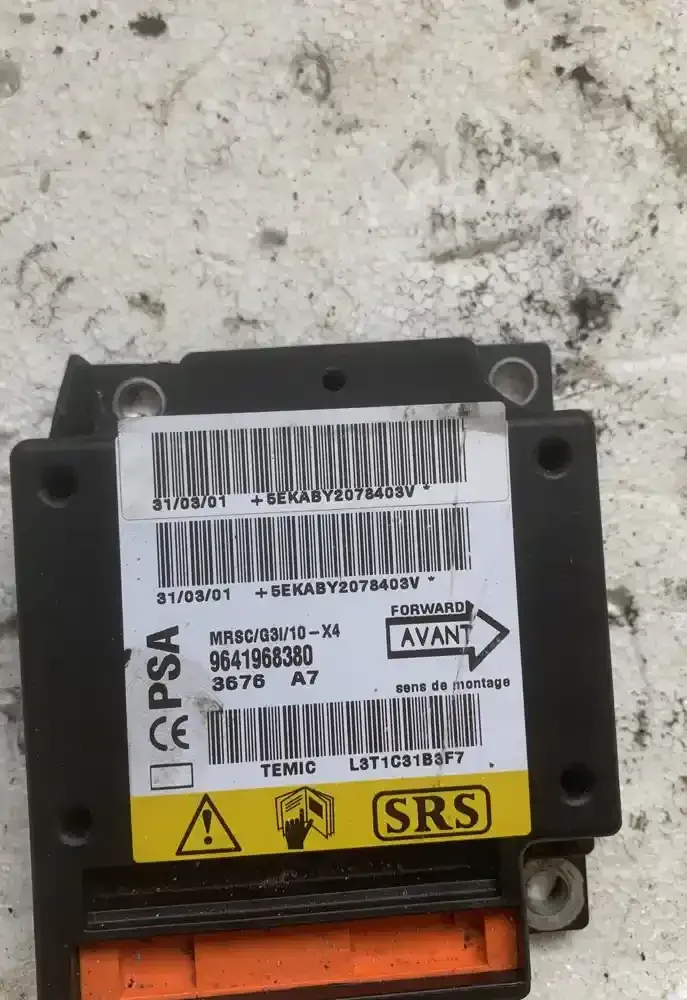 31/03/01 +5EKABY2078403V *
31/03/01 +5EKABY2078403V *
PSA
MRSC/G3I/10-X4
9641968380
3676 A7
FORWARD
AVANT
sens de montage
CE
TEMIC L3T1C31B3F7
SRS